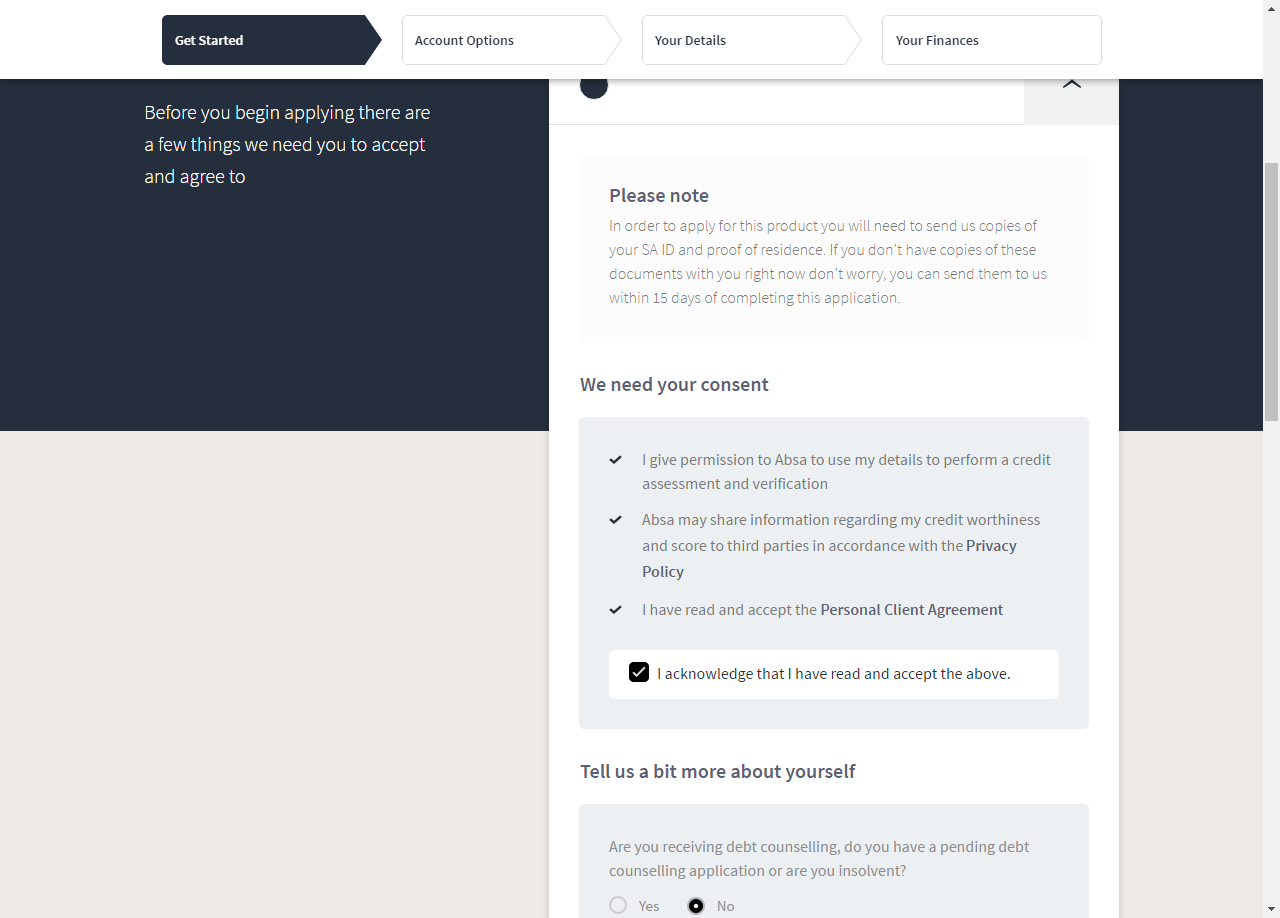 Get Started
Account Options
Your Details
Your Finances
Before you begin applying there are
a few things we need you to accept
and agree to
Please note
In order to apply for this product you will need to send us copies of
your SA ID and proof of residence. If you don't have copies of these
documents with you right now don't worry, you can send them to us
within 15 days of completing this application.
We need your consent
I give permission to Absa to use my details to perform a credit
assessment and verification
Absa may share information regarding my credit worthiness
and score to third parties in accordance with the Privacy
Policy
I have read and accept the Personal Client Agreement
I acknowledge that I have read and accept the above.
Tell us a bit more about yourself
Are you receiving debt counselling, do you have a pending debt
counselling application or are you insolvent?
Yes
No